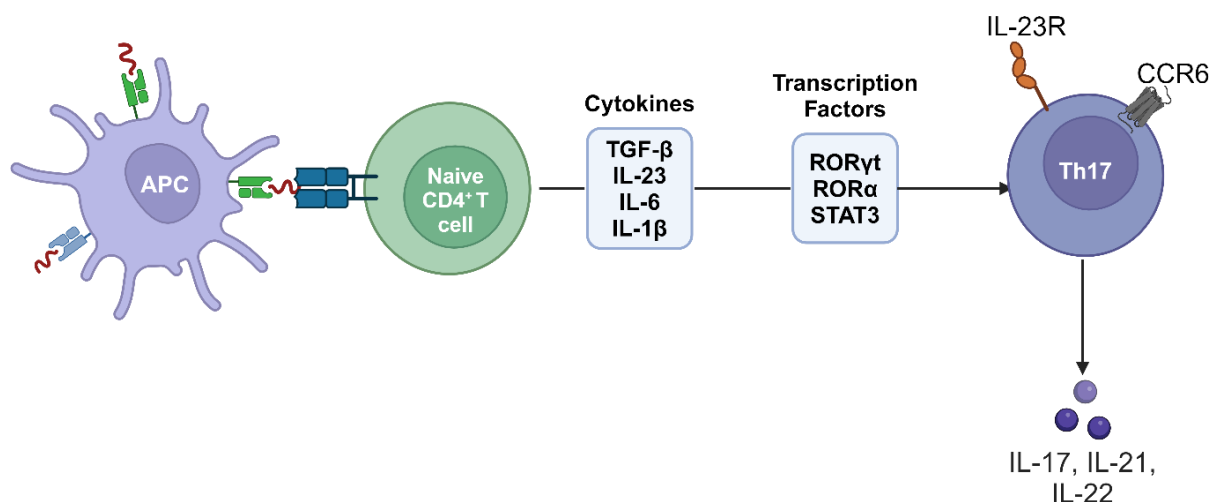 APC
Naive
CD4⁺ T
cell
Cytokines
TGF-β
IL-23
IL-6
IL-1β
Transcription
Factors
RORγt
RORα
STAT3
IL-23R
CCR6
Th17
IL-17, IL-21,
IL-22